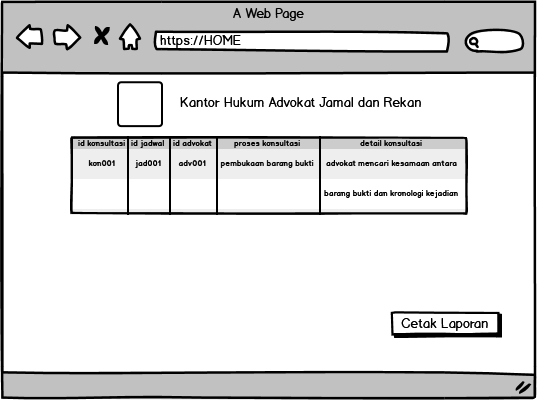 A Web Page
https://HOME
Kantor Hukum Advokat Jamal dan Rekan
id konsultasi id jadwal id advokat proses konsultasi detail konsultasi
kon001 jad001 adv001 pembukaan barang bukti advokat mencari kesamaan antara
barang bukti dan kronologi kejadian
Cetak Laporan